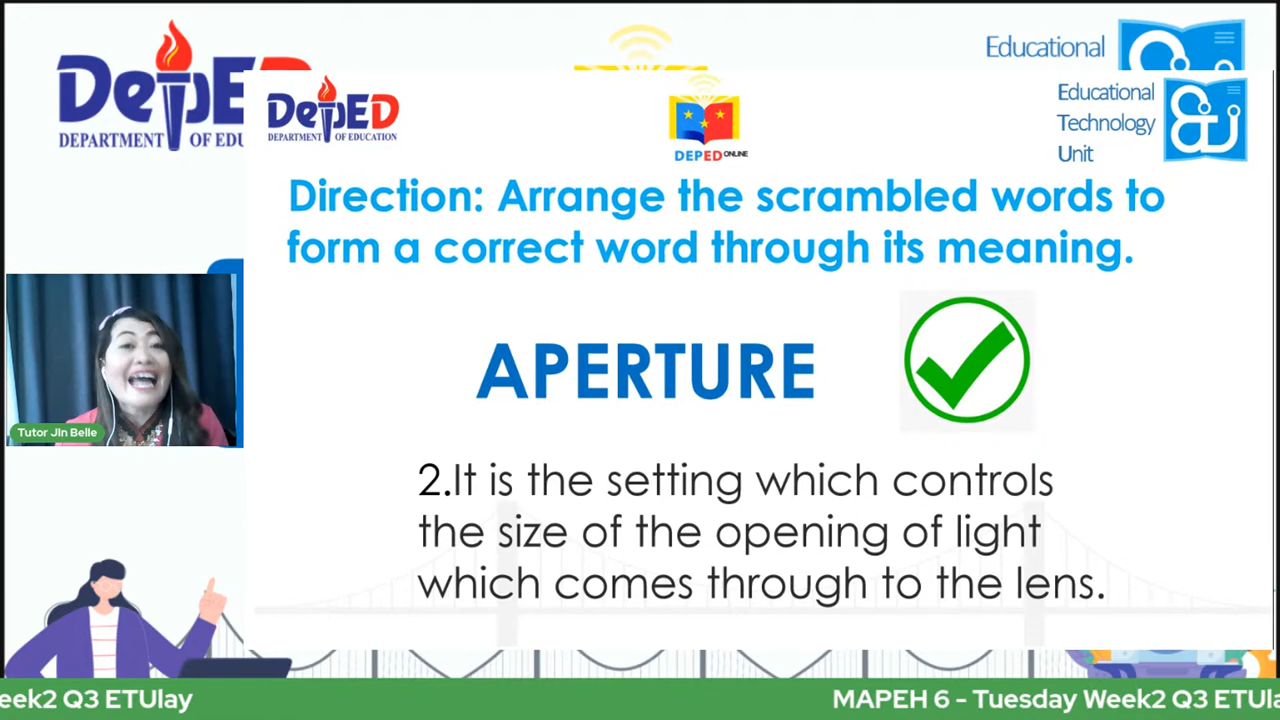 DepED
DEPARTMENT OF EDU
Educational
DepED
DEPARTMENT OF EDUCATION
DEPED ONLINE
Educational
Technology
Unit
Direction: Arrange the scrambled words to
form a correct word through its meaning.
APERTURE
Tutor JIn Belle
2.It is the setting which controls
the size of the opening of light
which comes through to the lens.
eek2 Q3 ETUlay
MAPEH 6 - Tuesday Week2 Q3 ETUla